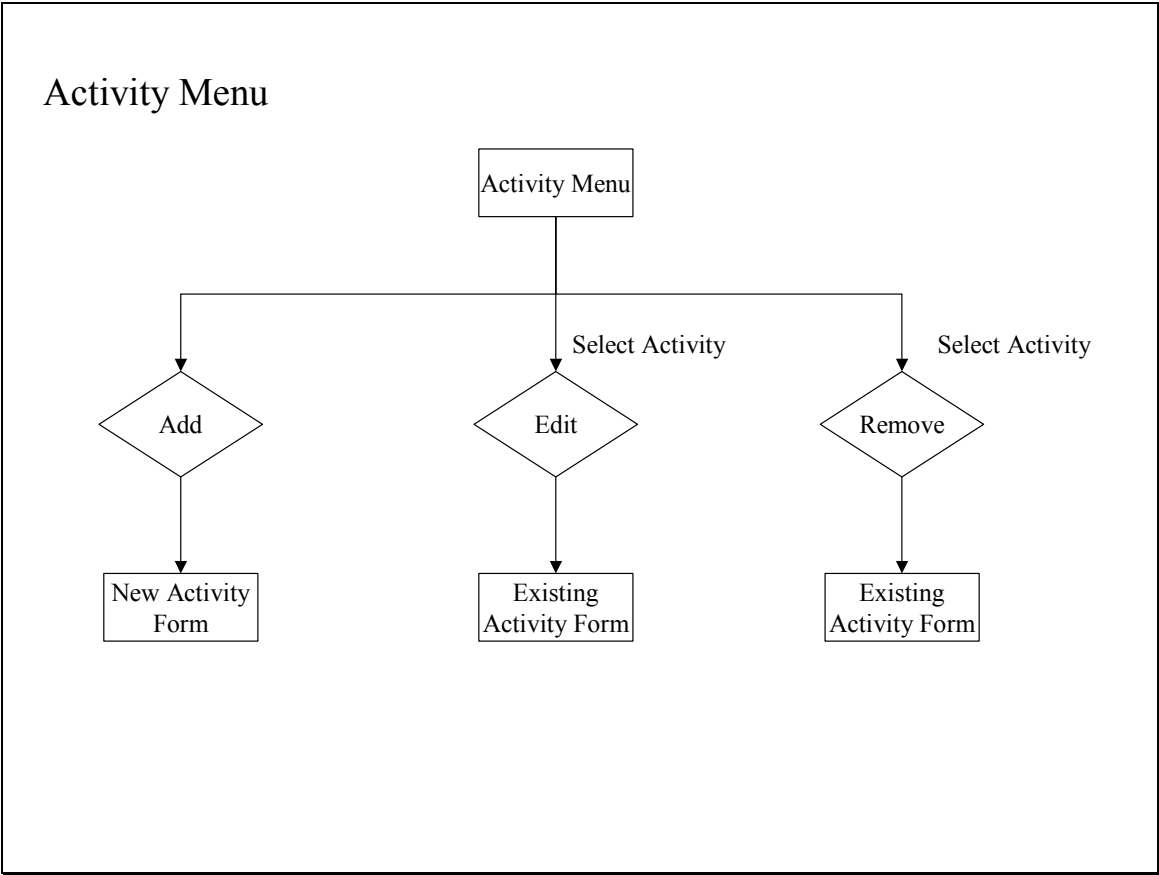 Activity Menu
Activity Menu
Select Activity
Select Activity
Add
Edit
Remove
New Activity
Form
Existing
Activity Form
Existing
Activity Form